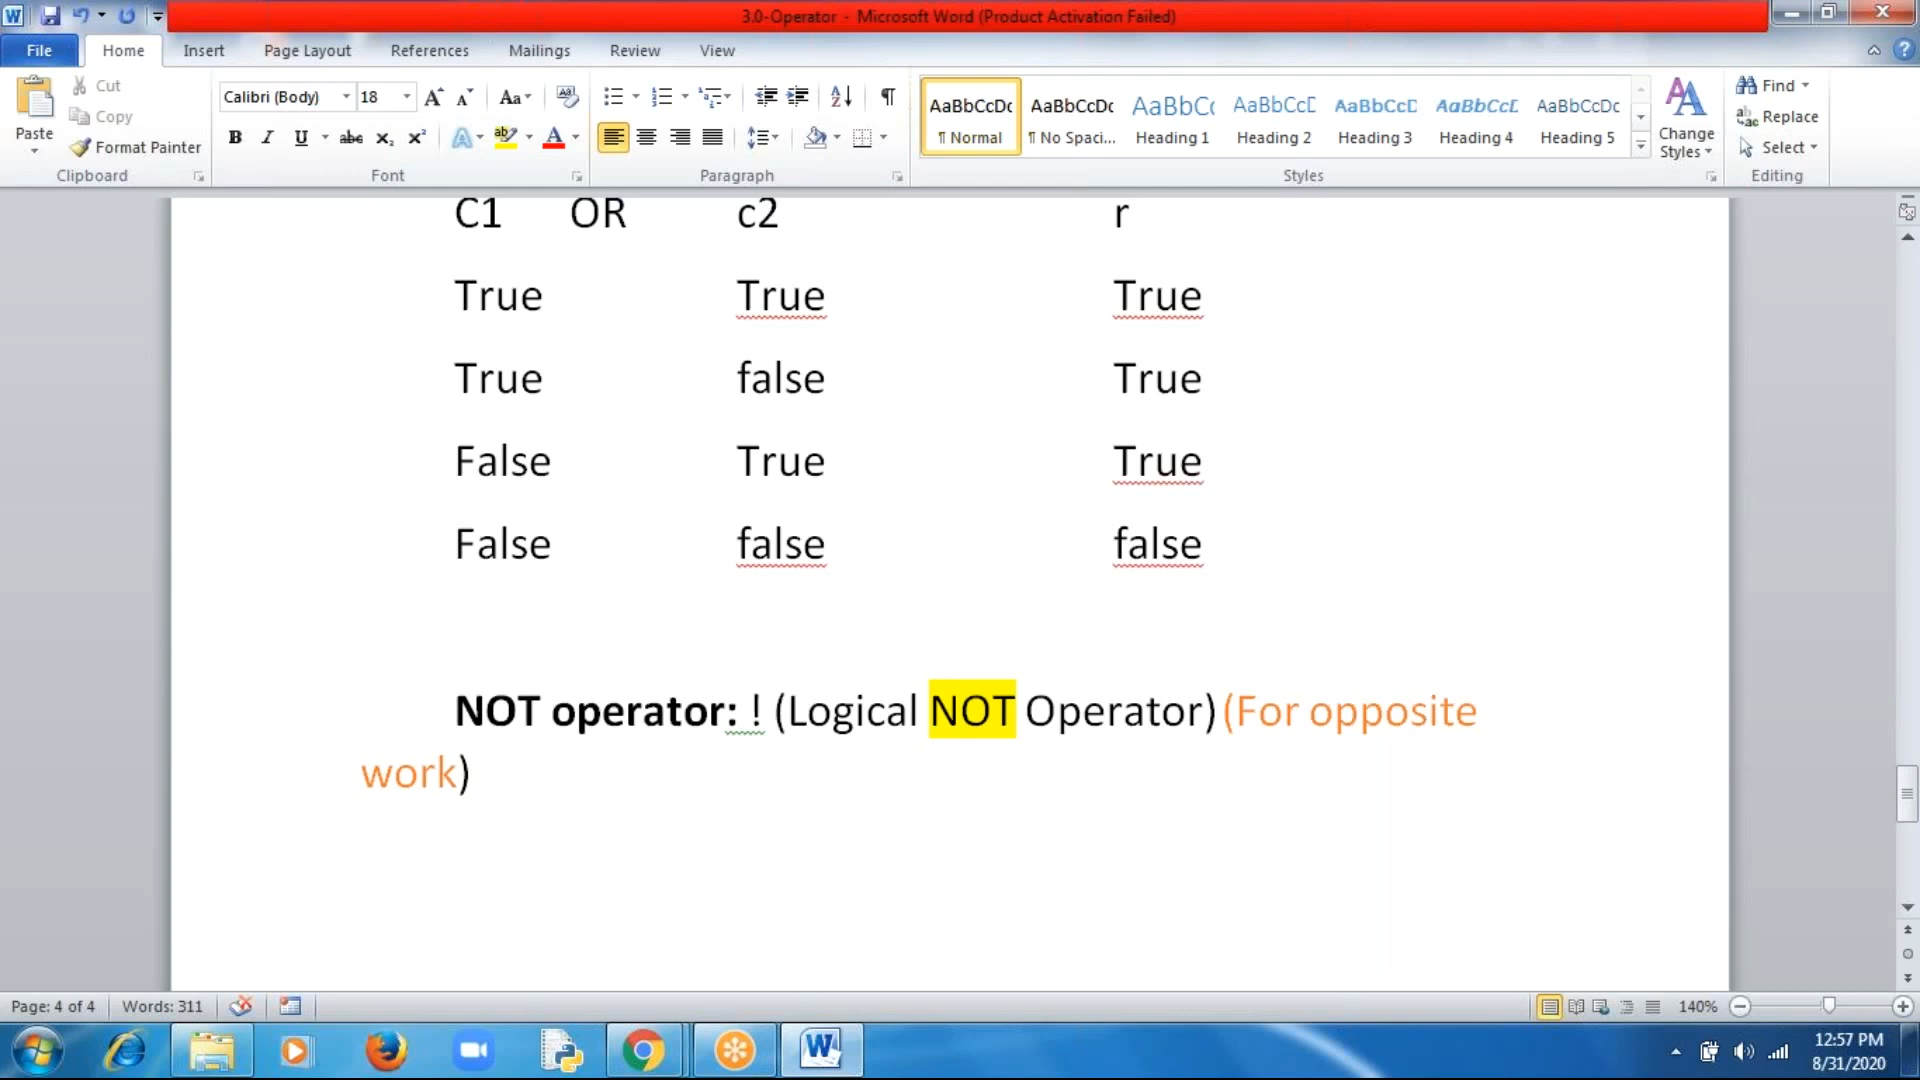 3.0-Operator - Microsoft Word (Product Activation Failed)
File Home Insert Page Layout References Mailings Review View
Paste
Cut
Copy
Format Painter
Clipboard
Calibri (Body) 18
Font
Paragraph
AaBbCcDc AaBbCcDc AaBbC AaBbCcD AaBbCcD AaBbCcD AaBbCcDc
¶ Normal ¶ No Spaci... Heading 1 Heading 2 Heading 3 Heading 4 Heading 5
Styles
Change
Styles
Find
Replace
Select
Editing
C1 OR c2 r
True True True
True false True
False True True
False false false
NOT operator: ! (Logical NOT Operator) (For opposite
work)
Page: 4 of 4 Words: 311 140%
12:57 PM
8/31/2020